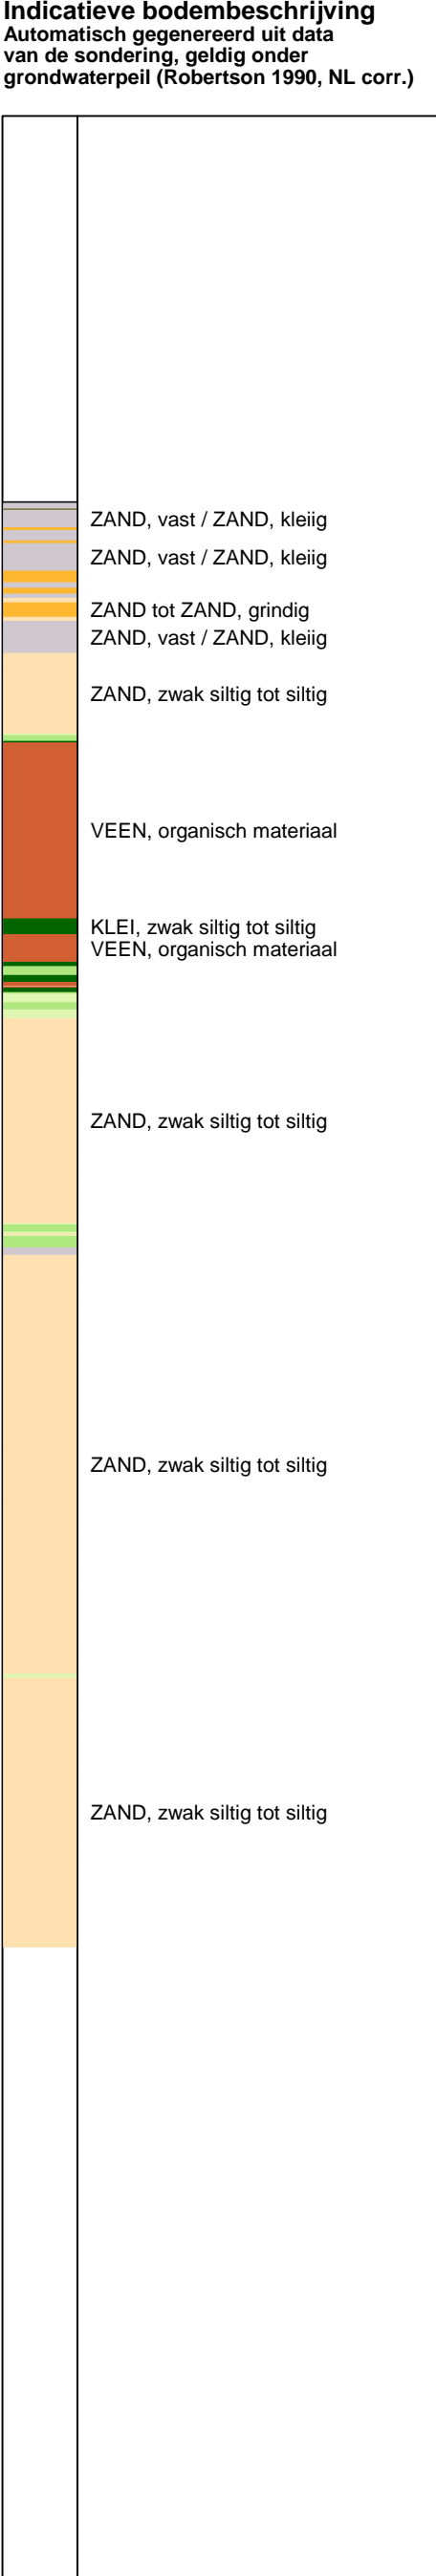 Indicatieve bodembeschrijving
Automatisch gegenereerd uit data
van de sondering, geldig onder
grondwaterpeil (Robertson 1990, NL corr.)
ZAND, vast / ZAND, kleiig
ZAND, vast / ZAND, kleiig
ZAND tot ZAND, grindig
ZAND, vast / ZAND, kleiig
ZAND, zwak siltig tot siltig
VEEN, organisch materiaal
KLEI, zwak siltig tot siltig
VEEN, organisch materiaal
ZAND, zwak siltig tot siltig
ZAND, zwak siltig tot siltig
ZAND, zwak siltig tot siltig